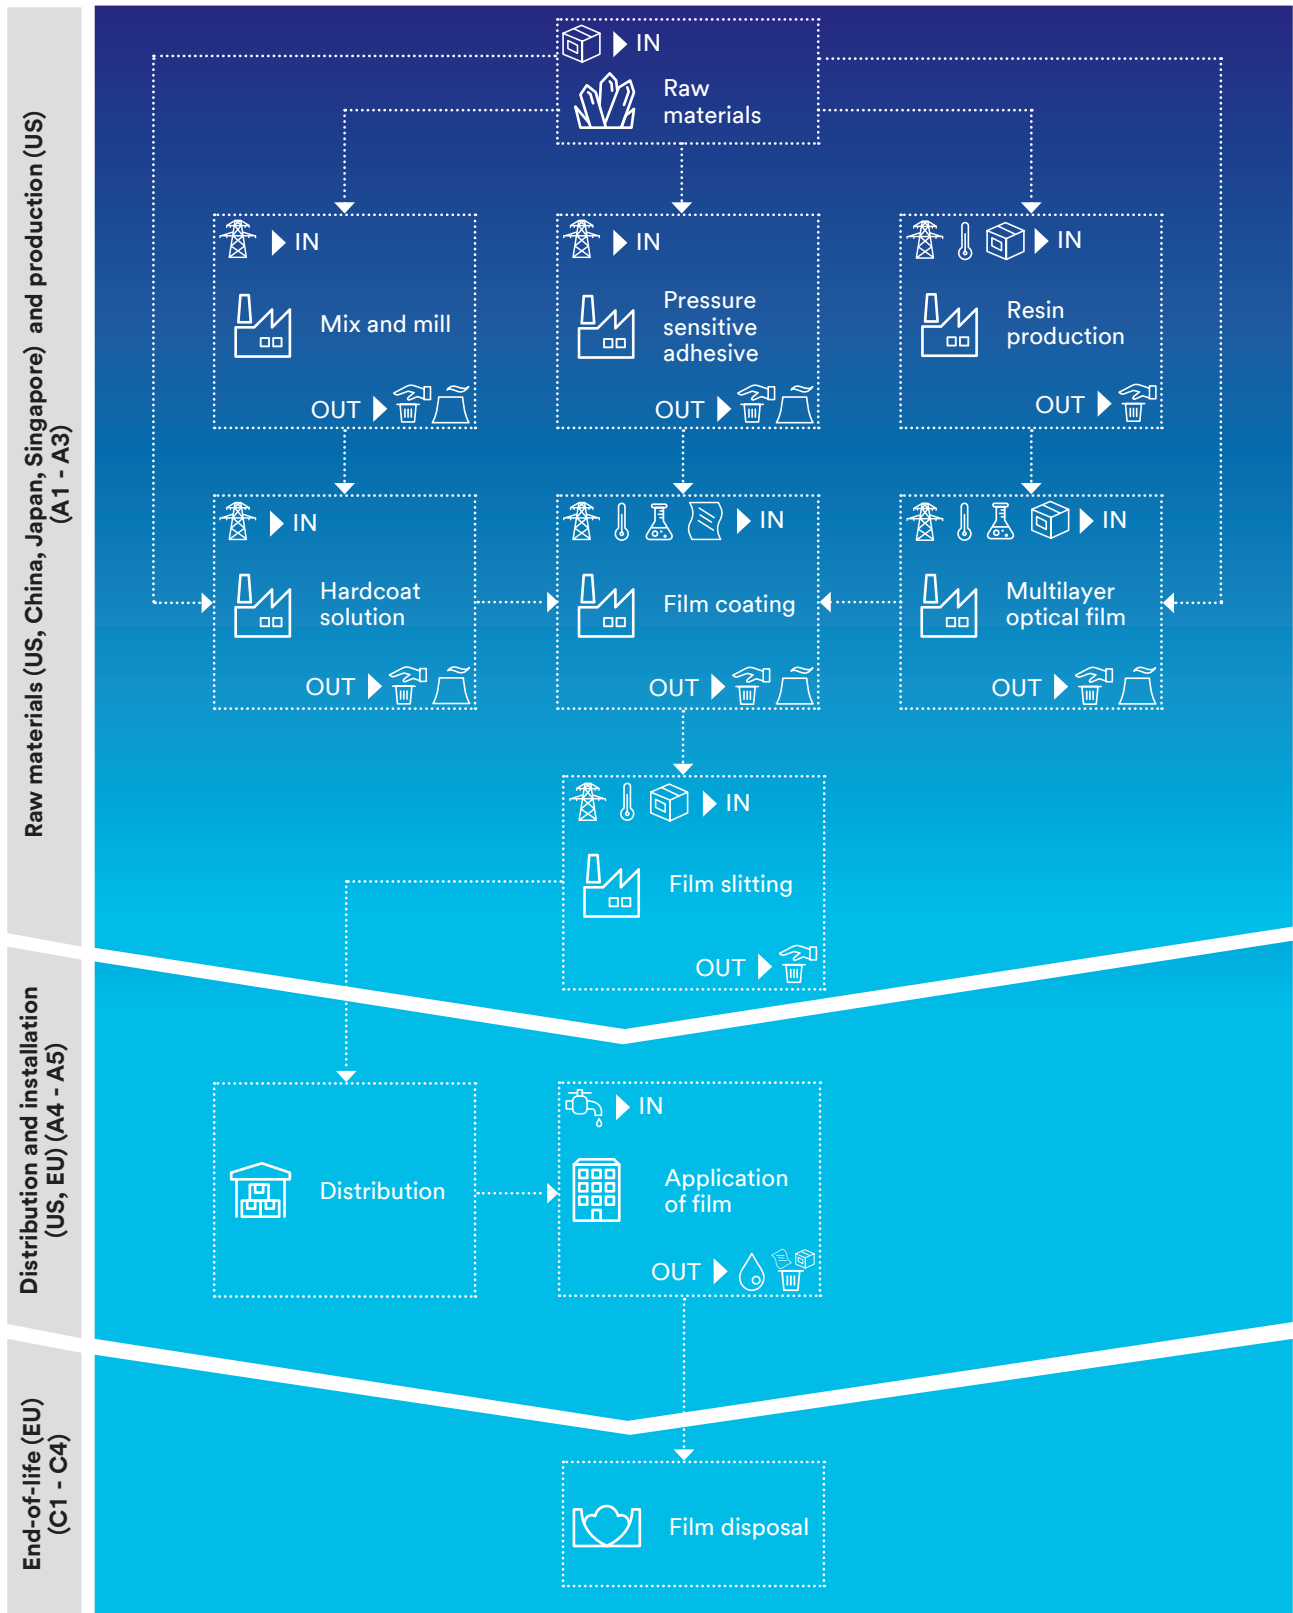 Raw materials (US, China, Japan, Singapore) and production (US)
(A1 - A3)
IN
Raw
materials
IN
Mix and mill
OUT
IN
Pressure
sensitive
adhesive
OUT
IN
Resin
production
OUT
IN
Hardcoat
solution
OUT
IN
Film coating
OUT
IN
Multilayer
optical film
OUT
IN
Film slitting
OUT
Distribution and installation
(US, EU) (A4 - A5)
Distribution
IN
Application
of film
OUT
End-of-life (EU)
(C1 - C4)
Film disposal